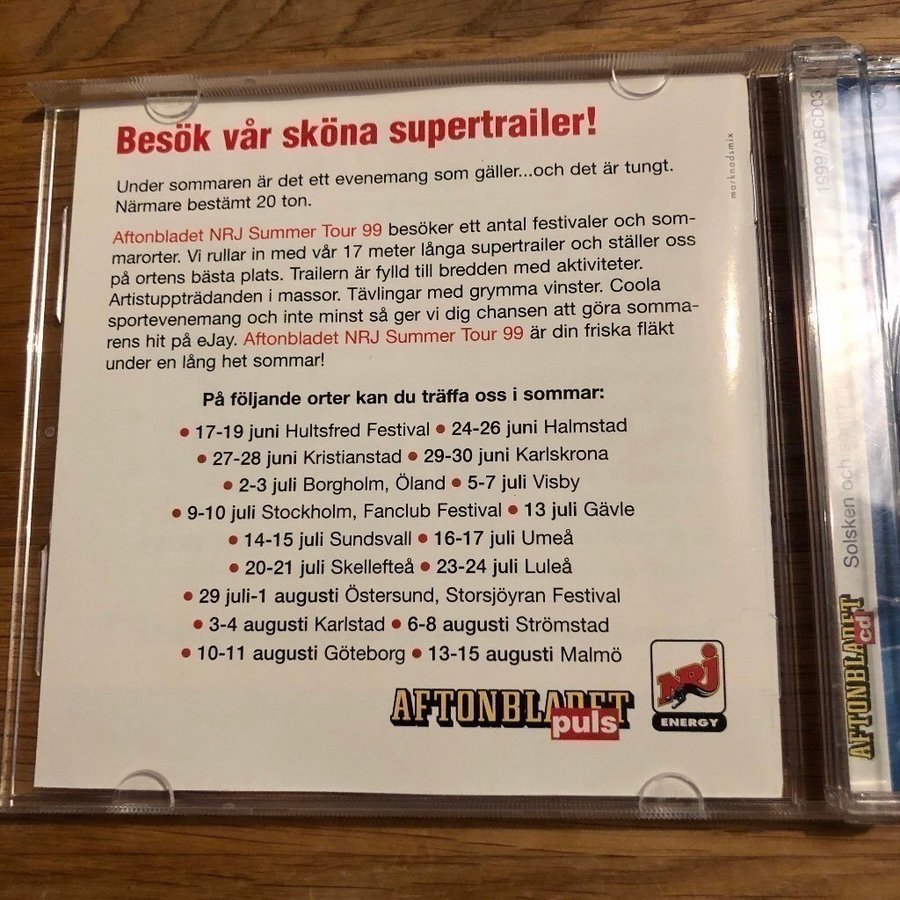 Besök vår sköna supertrailer!
marknadsmix
Under sommaren är det ett evenemang som gäller...och det är tungt.
Närmare bestämt 20 ton.
Aftonbladet NRJ Summer Tour 99 besöker ett antal festivaler och som-
marorter. Vi rullar in med vår 17 meter långa supertrailer och ställer oss
på ortens bästa plats. Trailern är fylld till bredden med aktiviteter.
Artistuppträdanden i massor. Tävlingar med grymma vinster. Coola
sportevenemang och inte minst så ger vi dig chansen att göra somma-
rens hit på eJay. Aftonbladet NRJ Summer Tour 99 är din friska fläkt
under en lång het sommar!
På följande orter kan du träffa oss i sommar:
• 17-19 juni Hultsfred Festival • 24-26 juni Halmstad
• 27-28 juni Kristianstad • 29-30 juni Karlskrona
• 2-3 juli Borgholm, Öland • 5-7 juli Visby
• 9-10 juli Stockholm, Fanclub Festival • 13 juli Gävle
• 14-15 juli Sundsvall • 16-17 juli Umeå
• 20-21 juli Skellefteå • 23-24 juli Luleå
• 29 juli-1 augusti Östersund, Storsjöyran Festival
• 3-4 augusti Karlstad • 6-8 augusti Strömstad
• 10-11 augusti Göteborg • 13-15 augusti Malmö
AFTONBLADET
puls
NRJ
ENERGY
AFTONBLADET
cd
Solsken och
1999/ABCD03